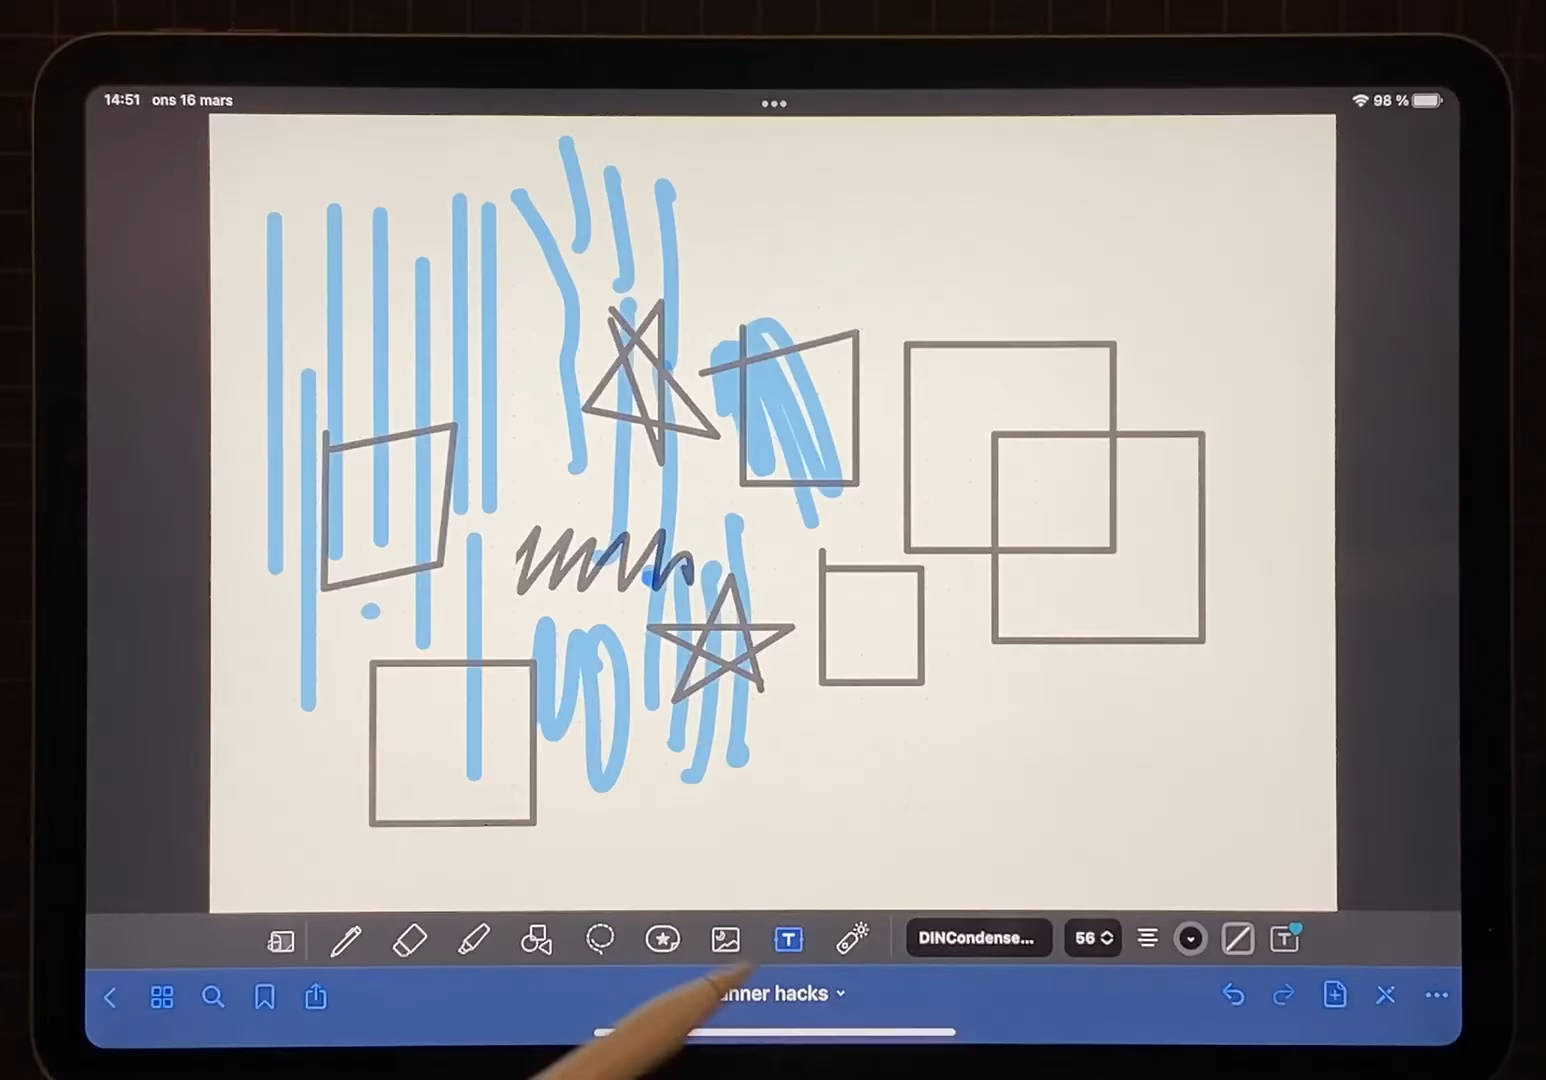 14:51 ons 16 mars
98 %
T
DINCondense...
56
T
nner hacks